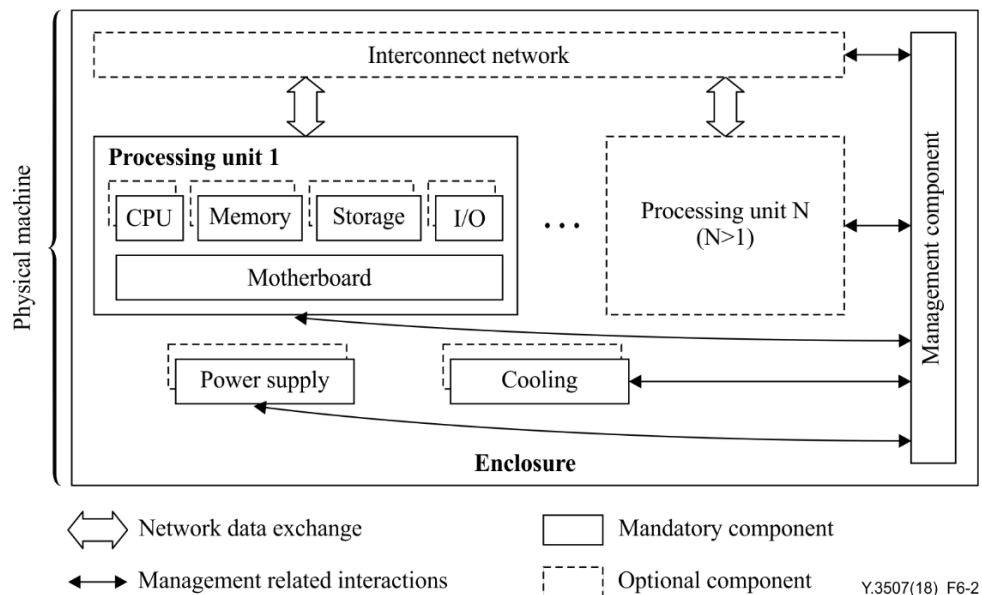 Interconnect network
Processing unit 1
CPU
Memory
Storage
I/O
Motherboard
...
Processing unit N
(N>1)
Power supply
Cooling
Enclosure
Management component
Physical machine
Network data exchange
Mandatory component
Management related interactions
Optional component
Y.3507(18)_F6-2